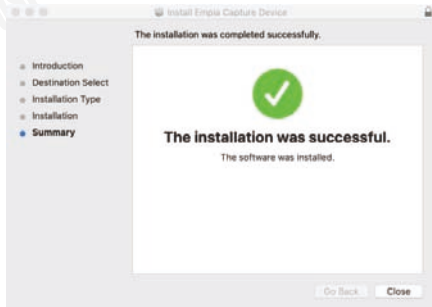 Install Empia Capture Device
The installation was completed successfully.
Introduction
Destination Select
Installation Type
Installation
Summary
The installation was successful.
The software was installed.
Go Back
Close